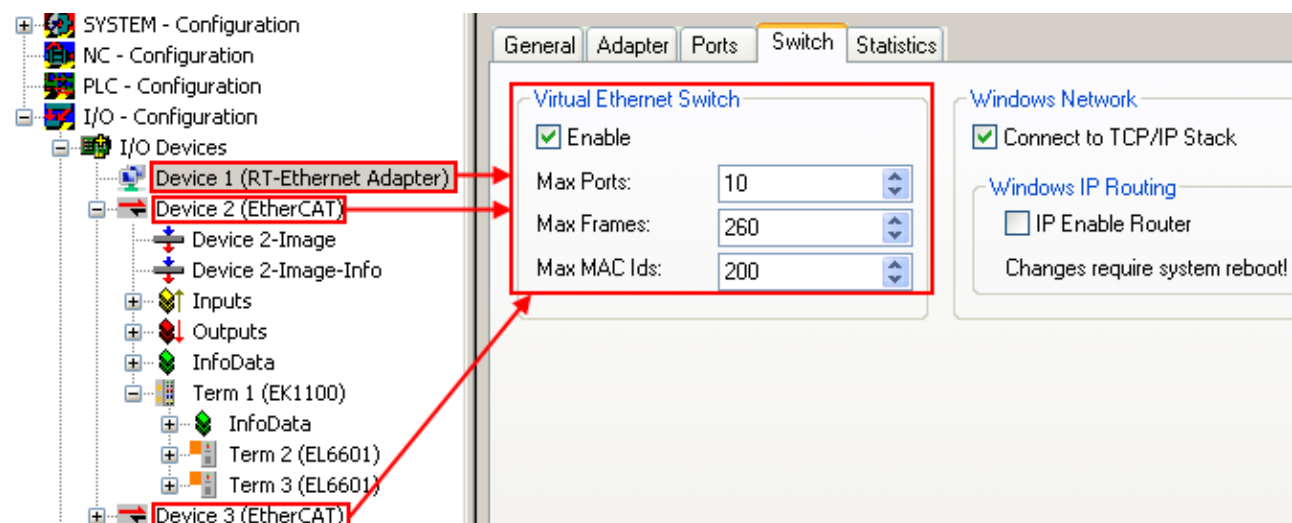 SYSTEM - Configuration
NC - Configuration
PLC - Configuration
I/O - Configuration
I/O Devices
Device 1 (RT-Ethernet Adapter)
Device 2 (EtherCAT)
Device 2-Image
Device 2-Image-Info
Inputs
Outputs
InfoData
Term 1 (EK1100)
InfoData
Term 2 (EL6601)
Term 3 (EL6601)
Device 3 (EtherCAT)
General Adapter Ports Switch Statistics
Virtual Ethernet Switch
Enable
Max Ports: 10
Max Frames: 260
Max MAC Ids: 200
Windows Network
Connect to TCP/IP Stack
Windows IP Routing
IP Enable Router
Changes require system reboot!